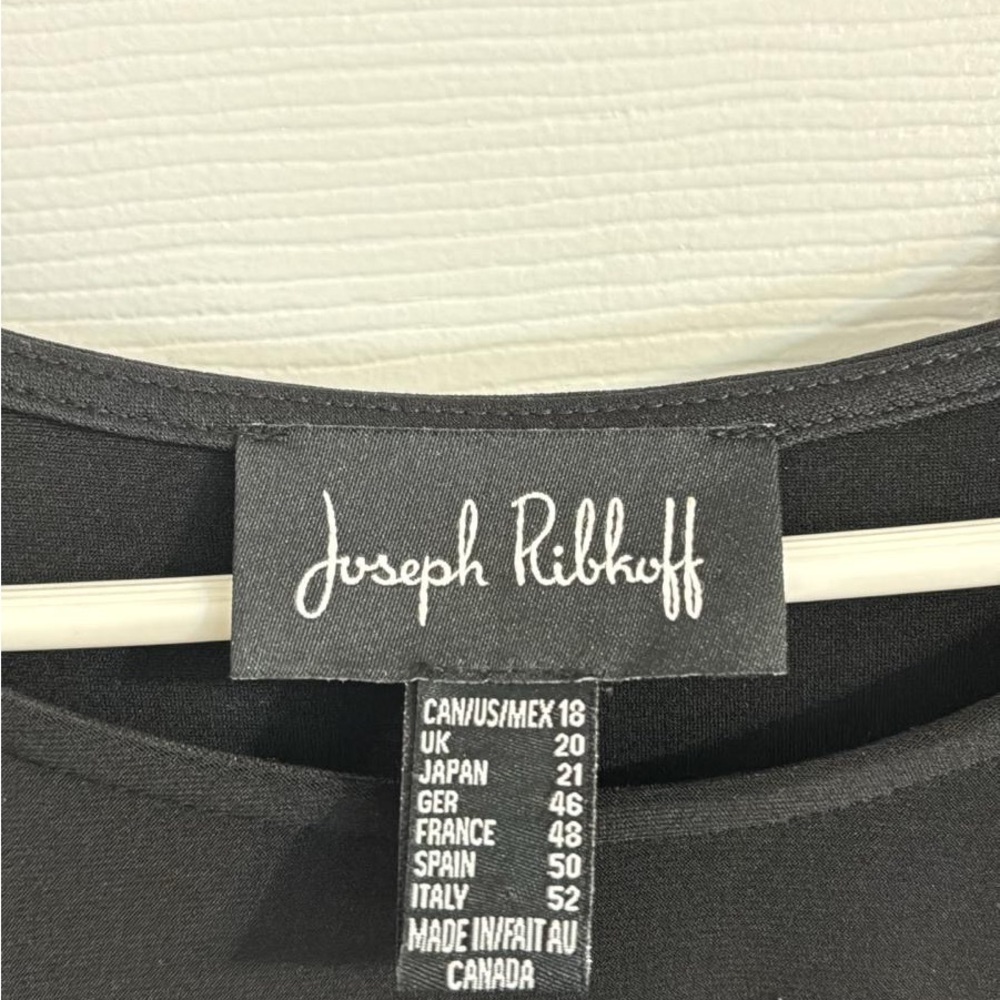 Joseph Ribkoff
CAN/US/MEX 18
UK 20
JAPAN 21
GER 46
FRANCE 48
SPAIN 50
ITALY 52
MADE IN/FAIT AU
CANADA